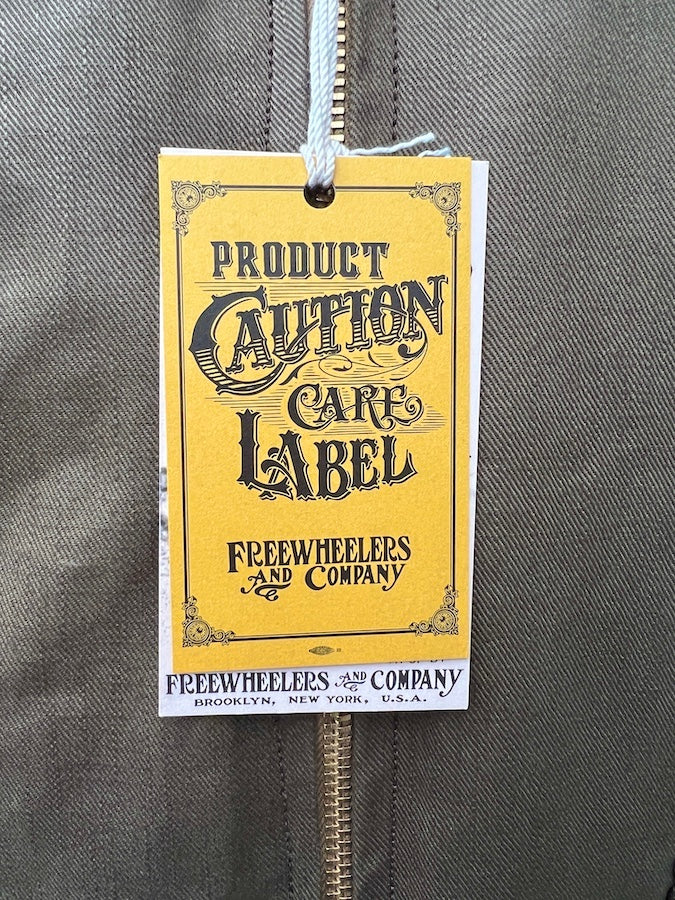 PRODUCT
CAUTION
CARE
LABEL
FREEWHEELERS
AND COMPANY
FREEWHEELERS AND COMPANY
BROOKLYN, NEW YORK, U.S.A.